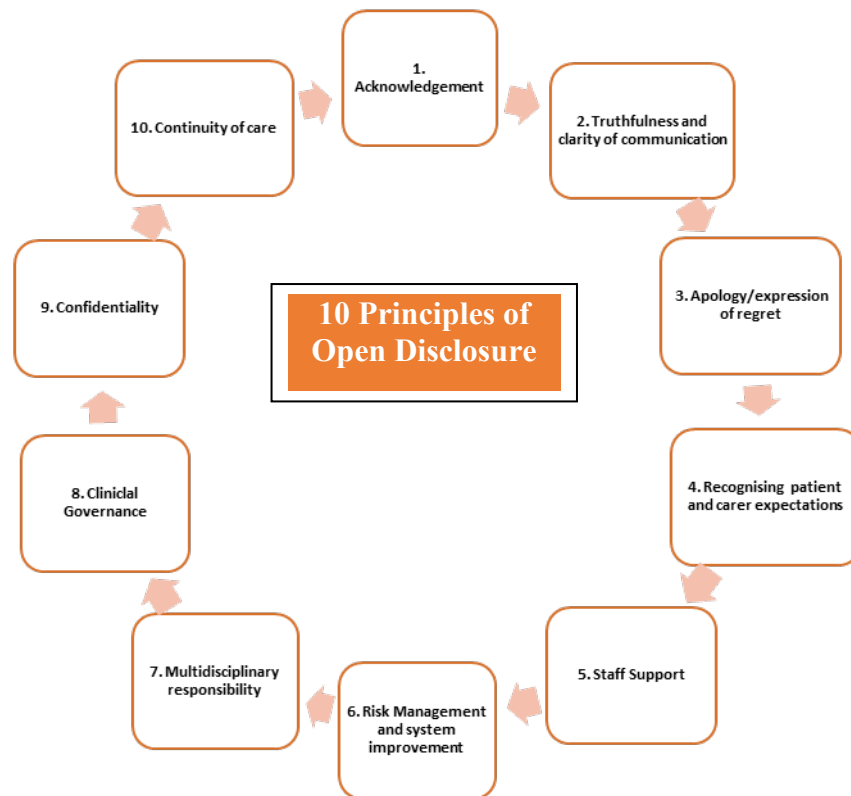 1.
Acknowledgement
2. Truthfulness and
clarity of communication
3. Apology/expression
of regret
4. Recognising patient
and carer expectations
5. Staff Support
6. Risk Management
and system
improvement
7. Multidisciplinary
responsibility
8. Cliniclal
Governance
9. Confidentiality
10. Continuity of care
10 Principles of
Open Disclosure